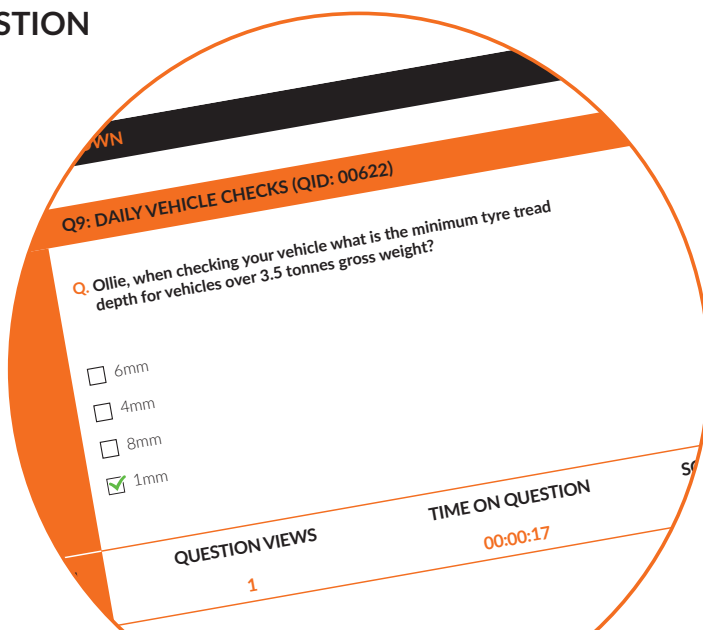 STION
WN
Q9: DAILY VEHICLE CHECKS (QID: 00622)
Q. Ollie, when checking your vehicle what is the minimum tyre tread
depth for vehicles over 3.5 tonnes gross weight?
6mm
4mm
8mm
1mm
QUESTION VIEWS
TIME ON QUESTION
1
00:00:17